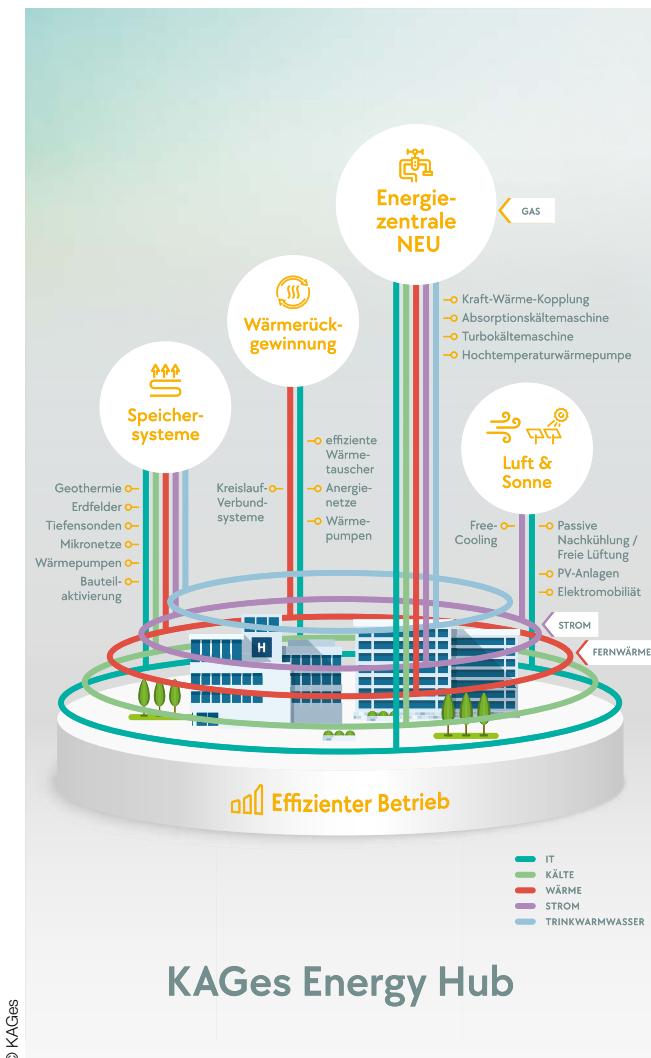 Energie-
zentrale
NEU
GAS
Kraft-Wärme-Kopplung
Absorptionskältemaschine
Turbokältemaschine
Hochtemperaturwärmepumpe
Wärmerück-
gewinnung
effiziente
Wärme-
tauscher
Kreislauf-
Verbund-
systeme
Anergie-
netze
Wärme-
pumpen
Speicher-
systeme
Geothermie
Erdfelder
Tiefensonden
Mikronetze
Wärmepumpen
Bauteil-
aktivierung
Luft &
Sonne
Free-
Cooling
Passive
Nachkühlung /
Freie Lüftung
PV-Anlagen
Elektromobiliät
STROM
FERNWÄRME
H
Effizienter Betrieb
IT
KÄLTE
WÄRME
STROM
TRINKWARMWASSER
KAGes Energy Hub
© KAGes